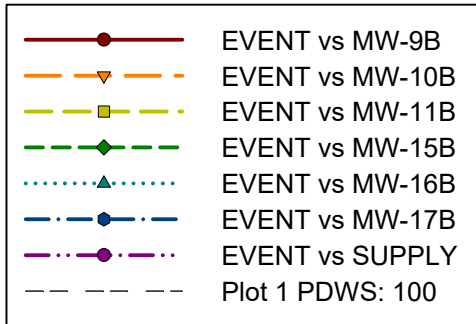 EVENT vs MW-9B
EVENT vs MW-10B
EVENT vs MW-11B
EVENT vs MW-15B
EVENT vs MW-16B
EVENT vs MW-17B
EVENT vs SUPPLY
Plot 1 PDWS: 100